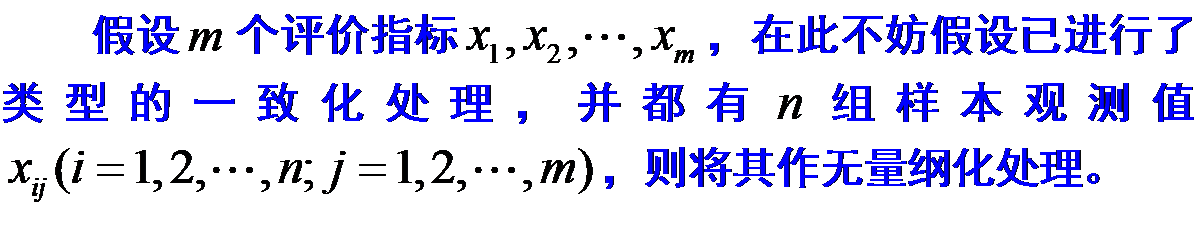 假设 m 个评价指标 x₁,x₂,⋯,xₘ，在此不妨假设已进行了
类型的一致化处理，并都有 n 组样本观测值
xᵢⱼ(i=1,2,⋯,n; j=1,2,⋯,m)，则将其作无量纲化处理。